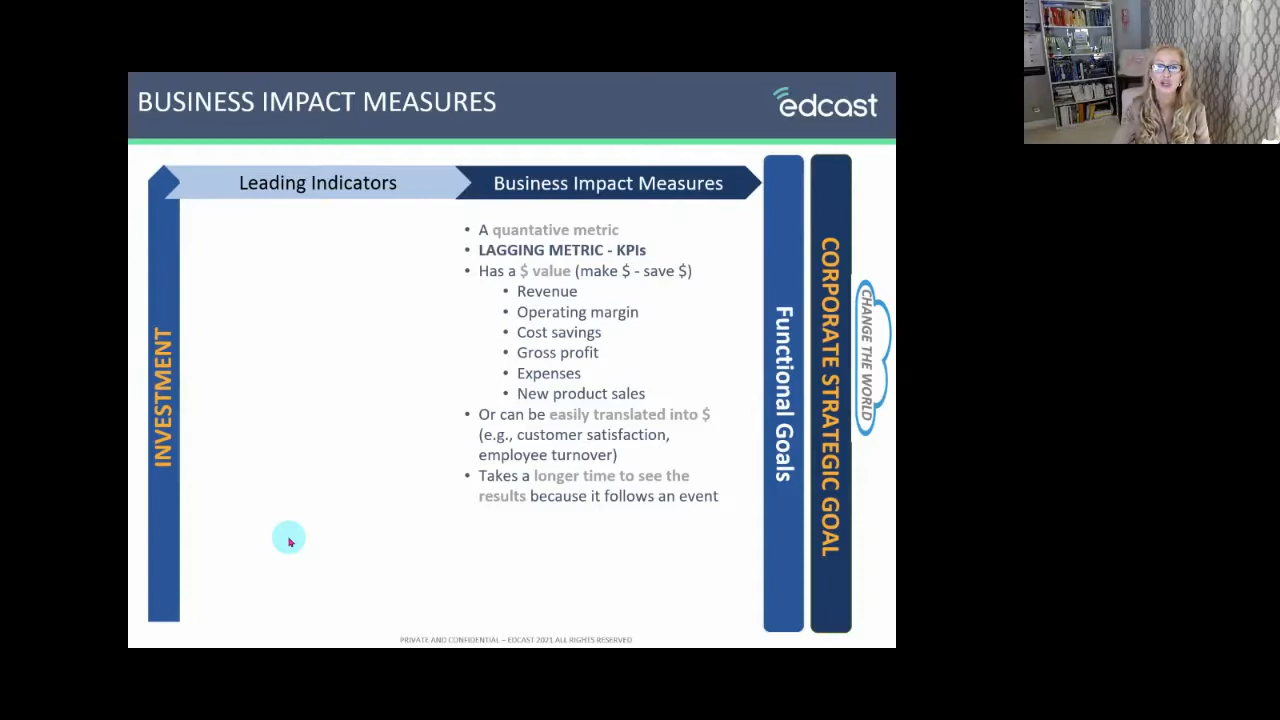 BUSINESS IMPACT MEASURES
edcast
Leading Indicators
Business Impact Measures
INVESTMENT
• A quantative metric
• LAGGING METRIC - KPIs
• Has a $ value (make $ - save $)
• Revenue
• Operating margin
• Cost savings
• Gross profit
• Expenses
• New product sales
• Or can be easily translated into $
(e.g., customer satisfaction,
employee turnover)
• Takes a longer time to see the
results because it follows an event
Functional Goals
CORPORATE STRATEGIC GOAL
CHANGE THE WORLD
PRIVATE AND CONFIDENTIAL – EDCAST 2021 ALL RIGHTS RESERVED